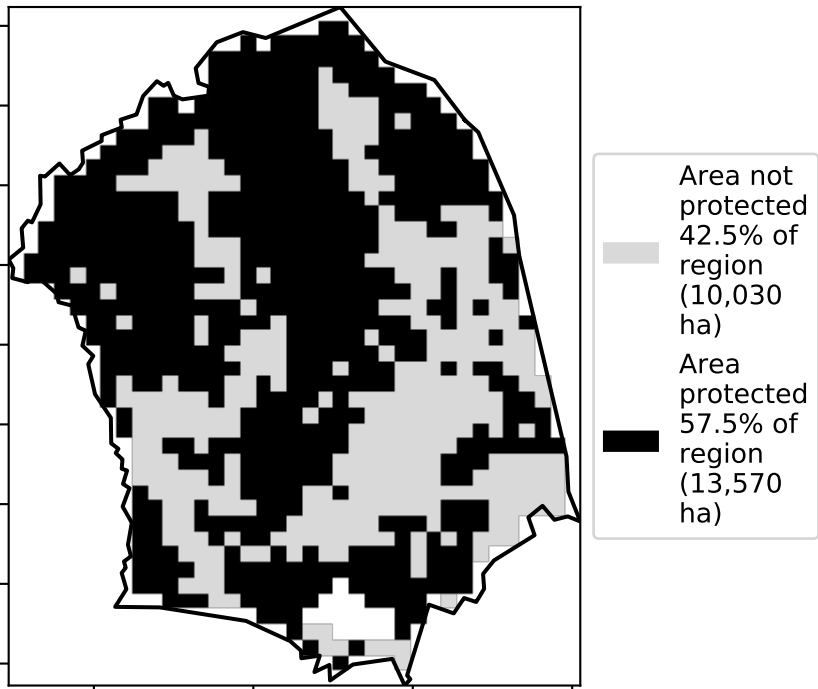 Area not
protected
42.5% of
region
(10,030
ha)
Area
protected
57.5% of
region
(13,570
ha)